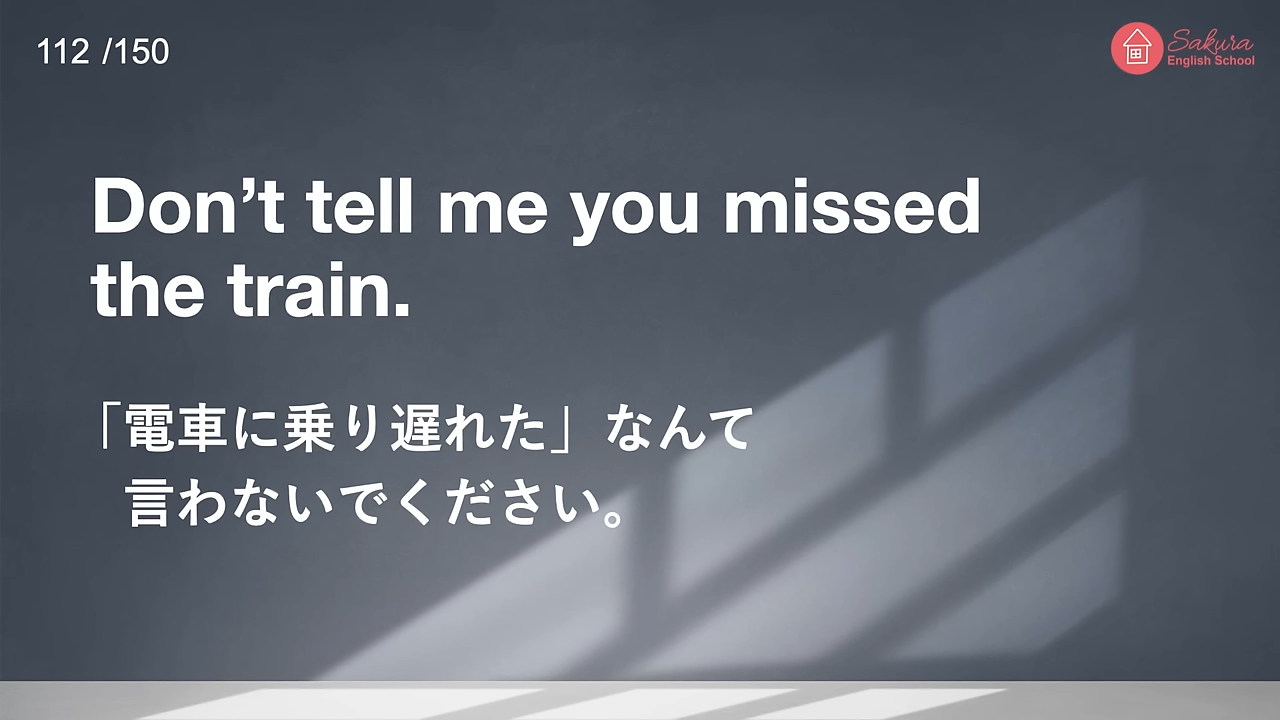 112 /150
Sakura
English School
Don’t tell me you missed
the train.
「電車に乗り遅れた」なんて
言わないでください。